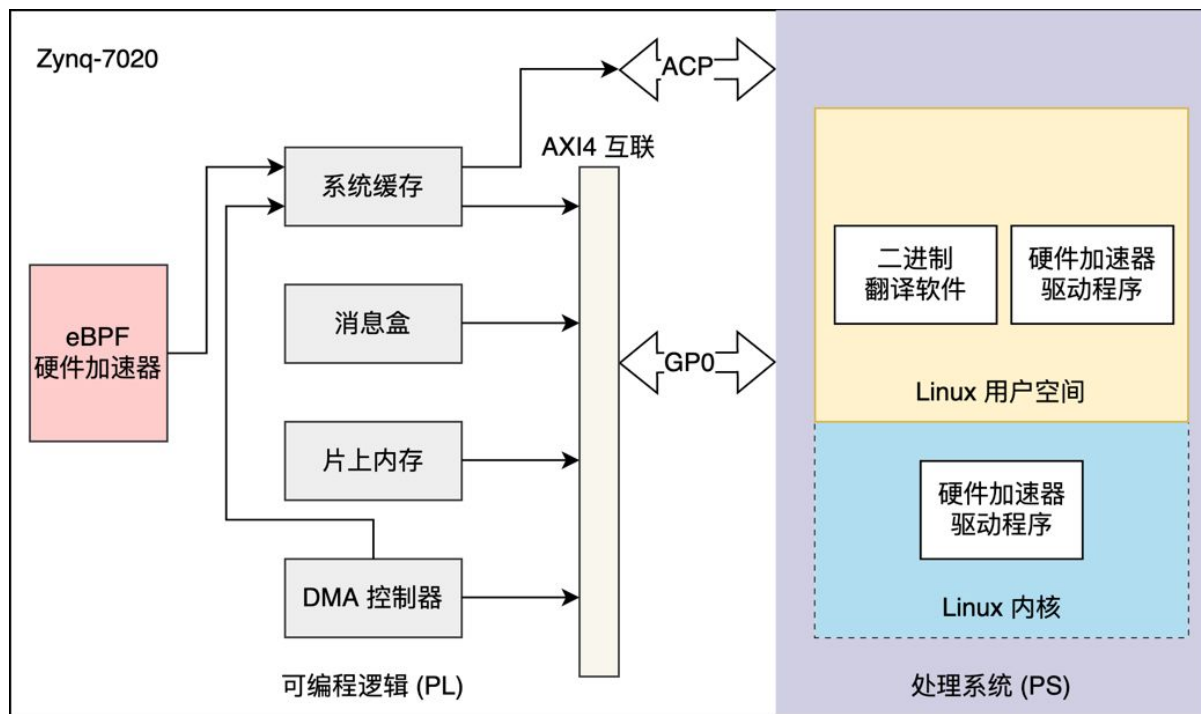 Zynq-7020
ACP
AXI4 互联
系统缓存
eBPF
硬件加速器
消息盒
GP0
片上内存
DMA 控制器
可编程逻辑 (PL)
二进制
翻译软件
硬件加速器
驱动程序
Linux 用户空间
硬件加速器
驱动程序
Linux 内核
处理系统 (PS)